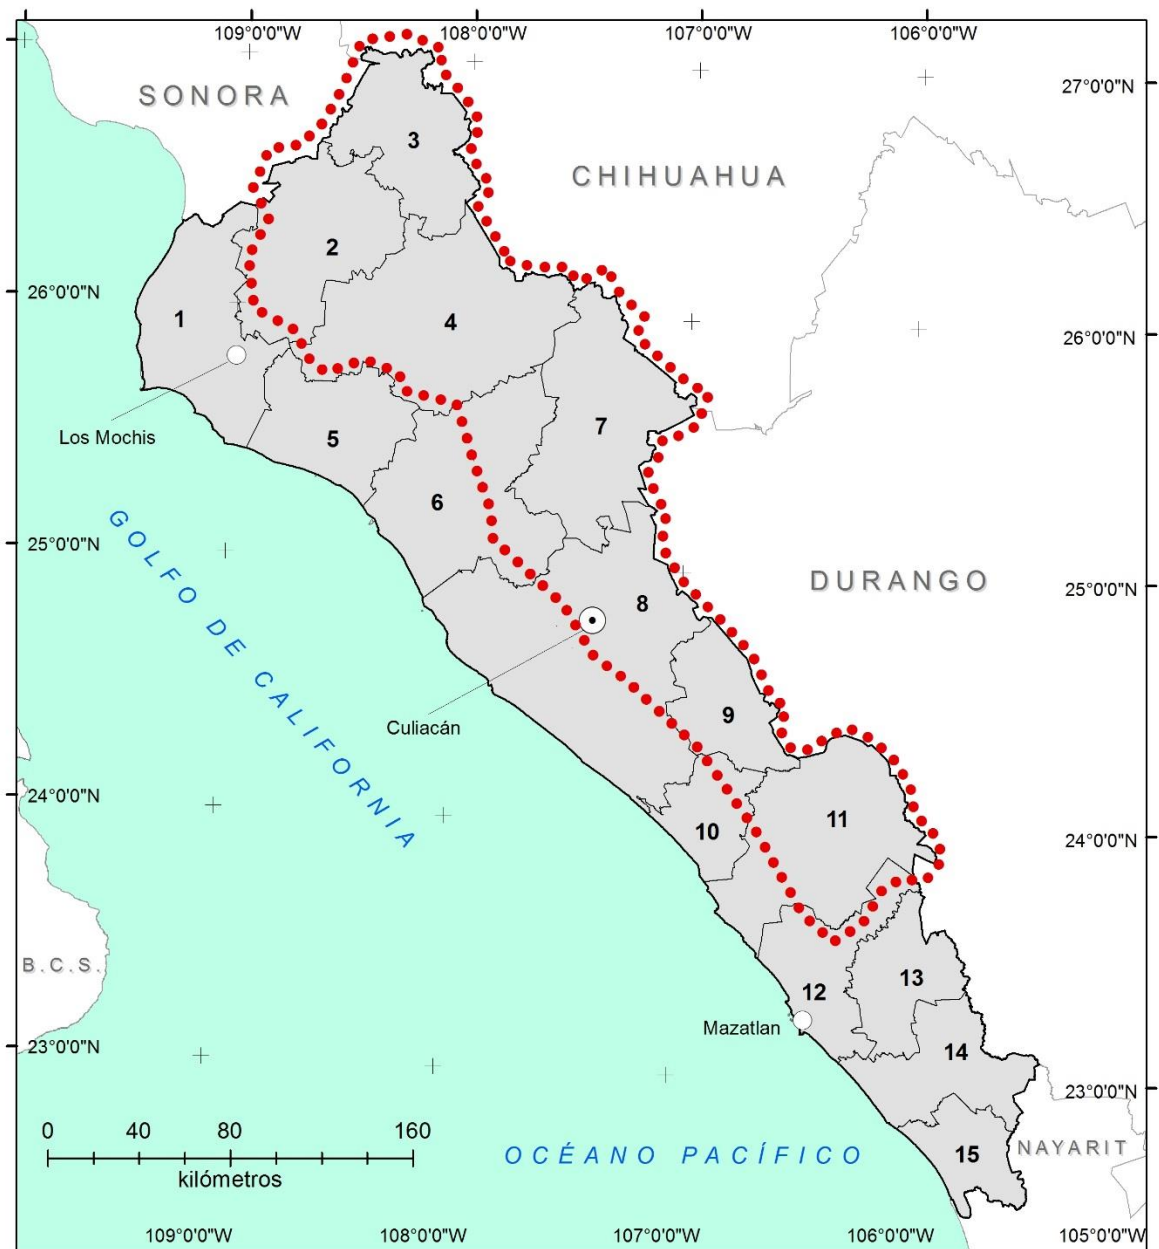 109°0'0"W 108°0'0"W 107°0'0"W 106°0'0"W
27°0'0"N
SONORA
3
CHIHUAHUA
2
26°0'0"N
1
4
26°0'0"N
7
Los Mochis
5
6
GOLFO DE CALIFORNIA
25°0'0"N
DURANGO
25°0'0"N
8
9
Culiacán
24°0'0"N
10
11
24°0'0"N
B.C.S.
13
12
Mazatlan
23°0'0"N
14
23°0'0"N
0 40 80 160
kilómetros
OCÉANO PACÍFICO
15
NAYARIT
109°0'0"W 108°0'0"W 107°0'0"W 106°0'0"W 105°0'0"W